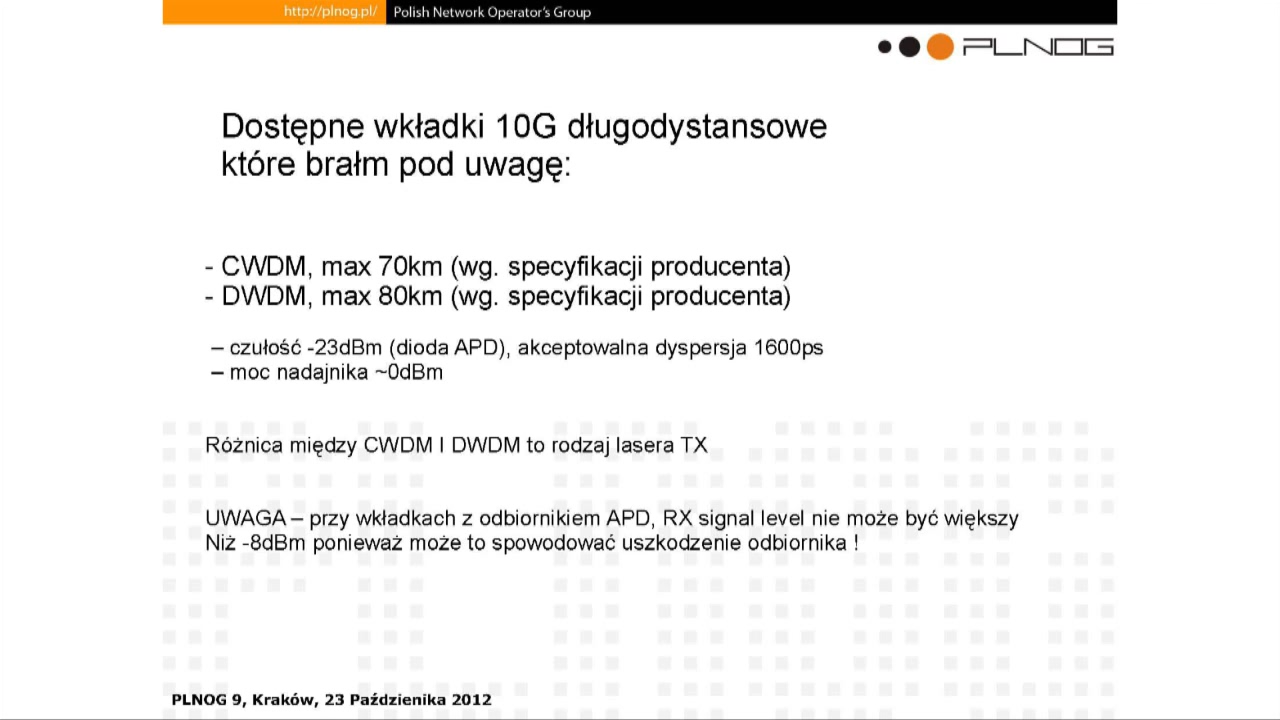 http://plnog.pl/ Polish Network Operator's Group
PLNOG
Dostępne wkładki 10G długodystansowe
które brałm pod uwagę:
- CWDM, max 70km (wg. specyfikacji producenta)
- DWDM, max 80km (wg. specyfikacji producenta)
– czułość -23dBm (dioda APD), akceptowalna dyspersja 1600ps
– moc nadajnika ~0dBm
Różnica między CWDM I DWDM to rodzaj lasera TX
UWAGA – przy wkładkach z odbiornikiem APD, RX signal level nie może być większy
Niż -8dBm ponieważ może to spowodować uszkodzenie odbiornika !
PLNOG 9, Kraków, 23 Paździenika 2012